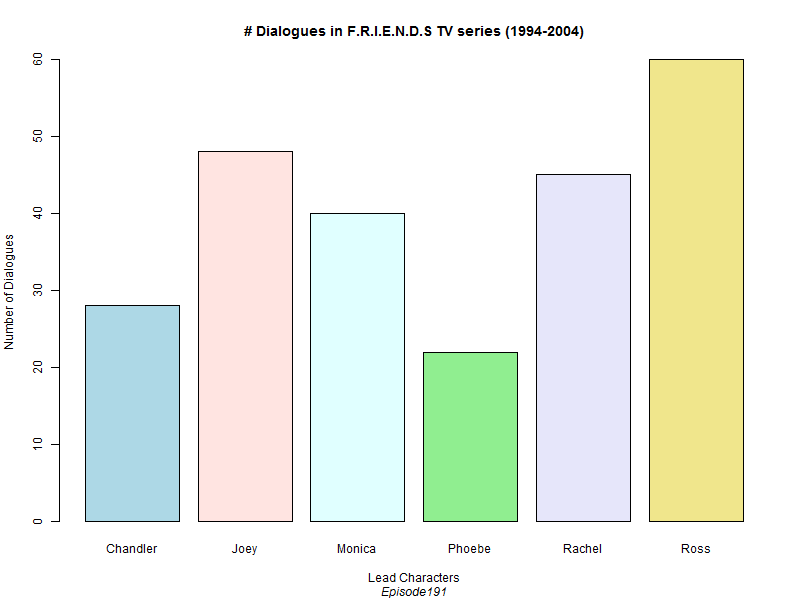 # Dialogues in F.R.I.E.N.D.S TV series (1994-2004)
Number of Dialogues
60
50
40
30
20
10
0
Chandler Joey Monica Phoebe Rachel Ross
Lead Characters
Episode191